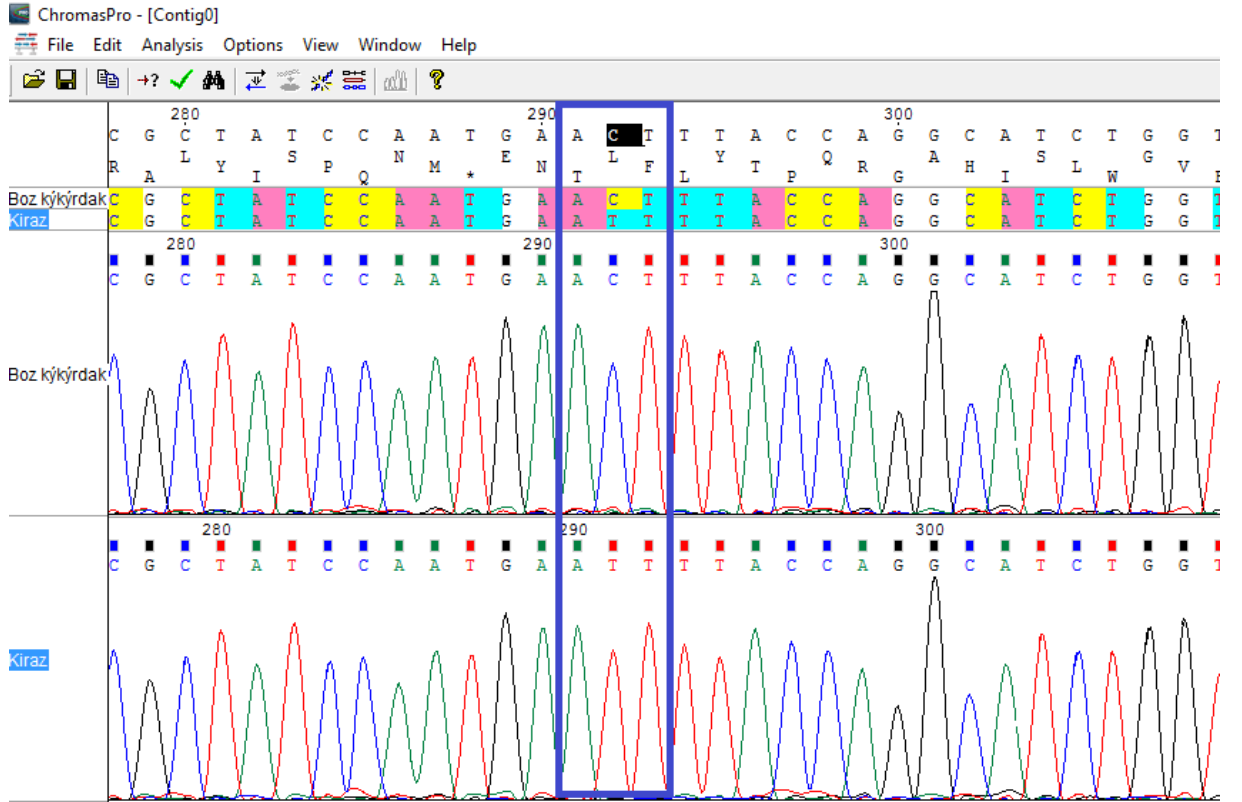 ChromasPro - [Contig0]
File Edit Analysis Options View Window Help
280 290 300
C G C T A T C C A A T G A A C T T T A C C A G G C A T C T G G T
L S N E L Y Q A S G
R Y P M N F T R H L V
A I Q * T L P G I W
Boz kýkýrdak C G C T A T C C A A T G A A C T T T A C C A G G C A T C T G G T
Kiraz C G C T A T C C A A T G A A T T T T A C C A G G C A T C T G G T
280 290 300
C G C T A T C C A A T G A A C T T T A C C A G G C A T C T G G T
Boz kýkýrdak
280 290 300
C G C T A T C C A A T G A A T T T T A C C A G G C A T C T G G T
Kiraz